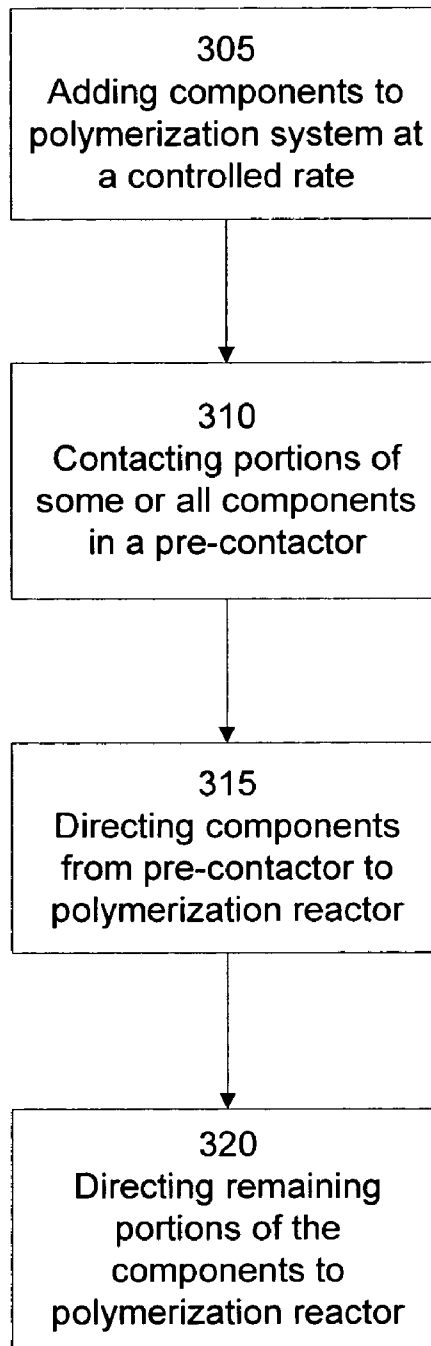 305
Adding components to
polymerization system at
a controlled rate
310
Contacting portions of
some or all components
in a pre-contactor
315
Directing components
from pre-contactor to
polymerization reactor
320
Directing remaining
portions of the
components to
polymerization reactor